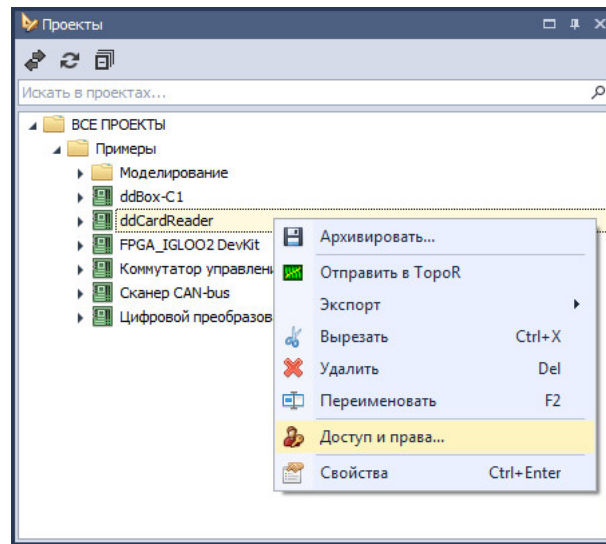 Проекты
Искать в проектах...
ВСЕ ПРОЕКТЫ
Примеры
Моделирование
ddBox-C1
ddCardReader
FPGA_IGLOO2 DevKit
Коммутатор управлен
Сканер CAN-bus
Цифровой преобразов
Архивировать...
Отправить в TopoR
Экспорт
Вырезать Ctrl+X
Удалить Del
Переименовать F2
Доступ и права...
Свойства Ctrl+Enter